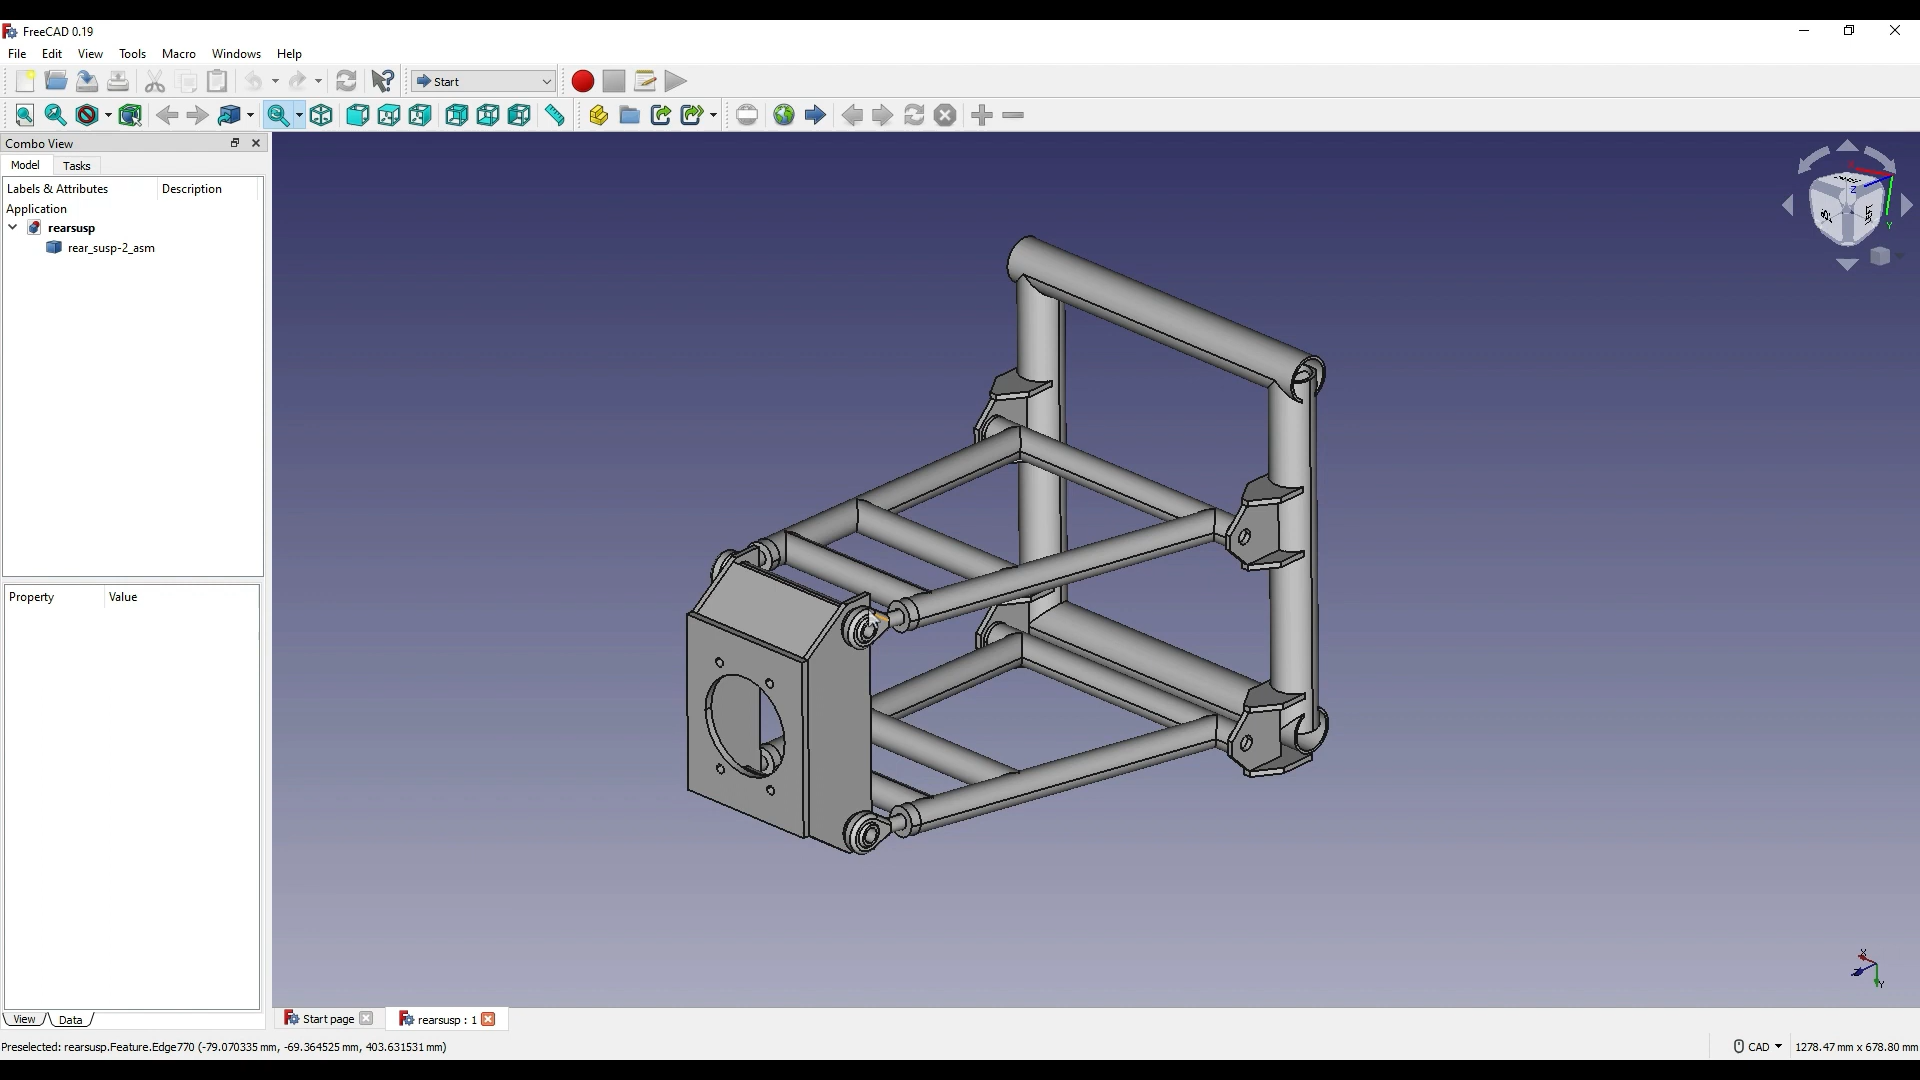 FreeCAD 0.19
File Edit View Tools Macro Windows Help
Start
Combo View
Model Tasks
Labels & Attributes Description
Application
rearsusp
rear_susp-2_asm
Property Value
View Data
Start page rearsusp : 1
Preselected: rearsusp.Feature.Edge770 (-79.070335 mm, -69.364525 mm, 403.631531 mm)
CAD 1278.47 mm x 678.80 mm
Z
Y
X
Y